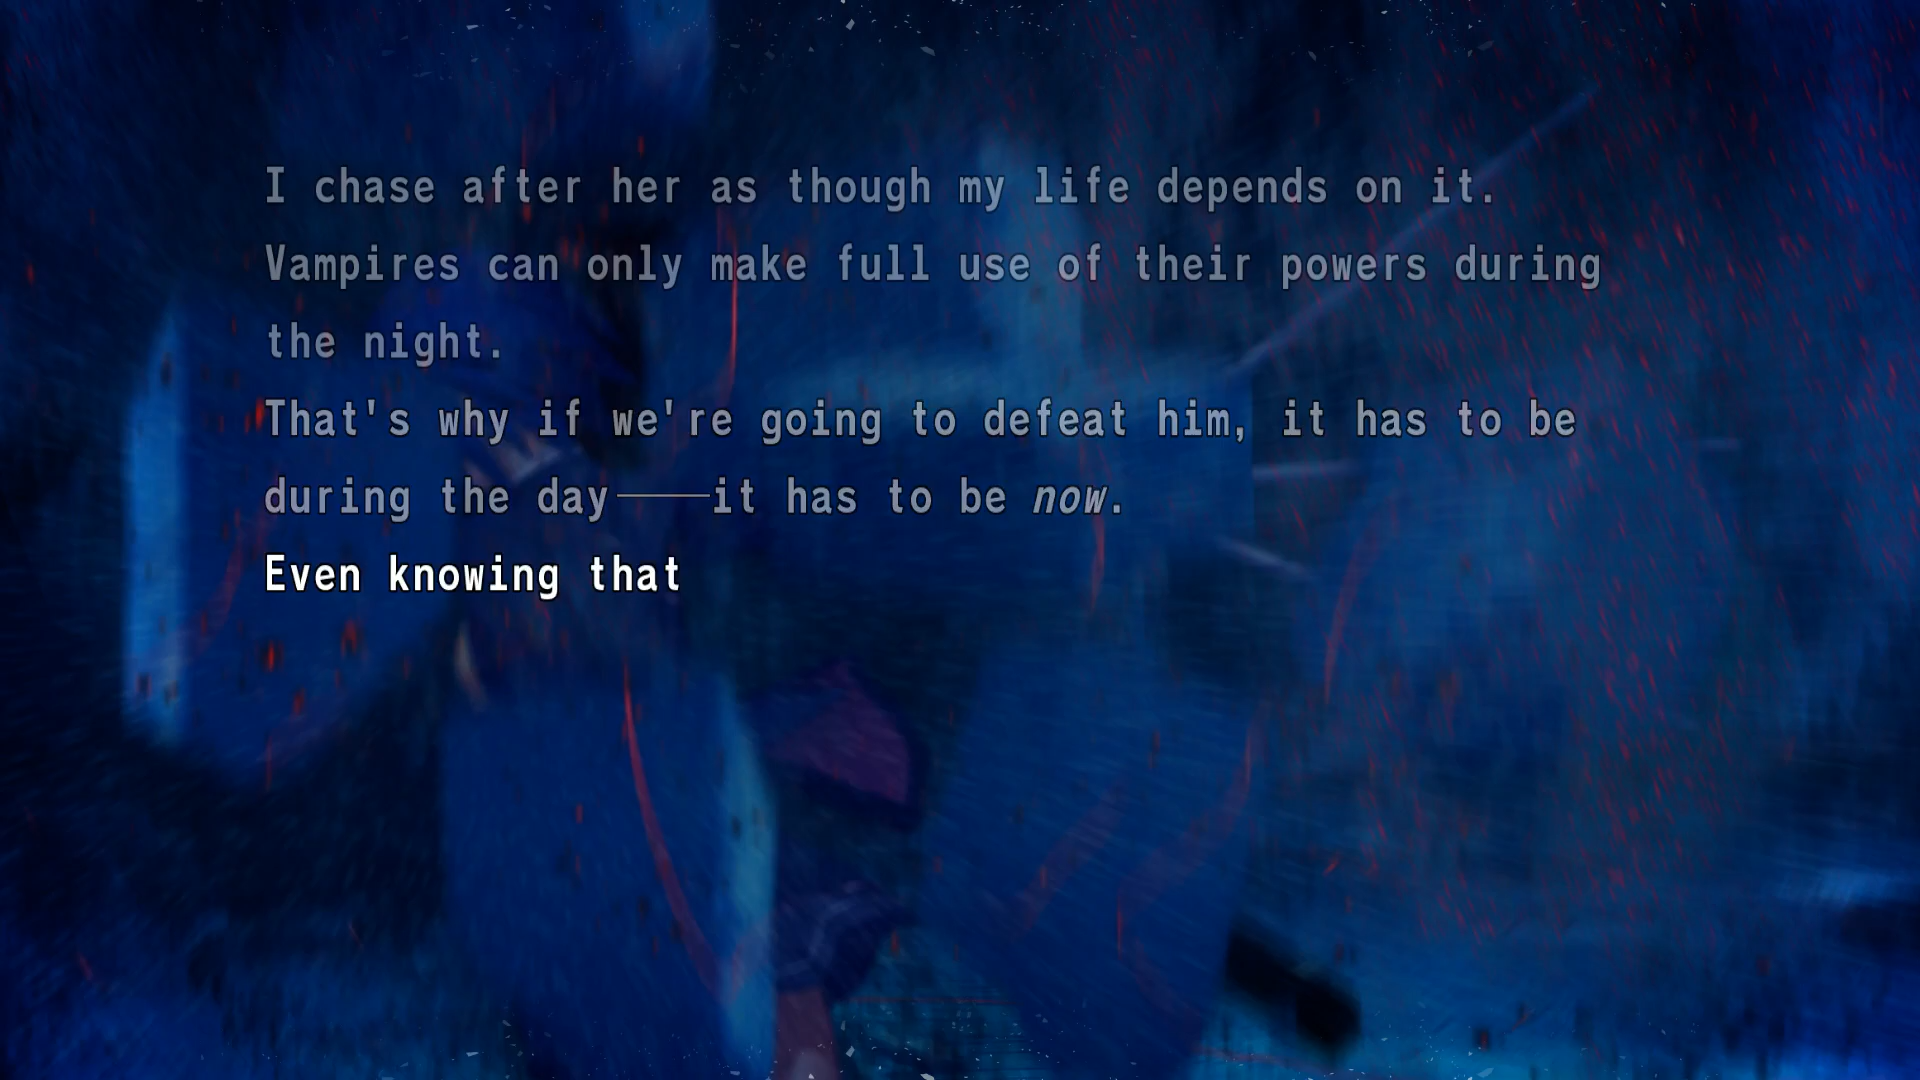 I chase after her as though my life depends on it.
Vampires can only make full use of their powers during
the night.
That's why if we're going to defeat him, it has to be
during the day——it has to be now.
Even knowing that